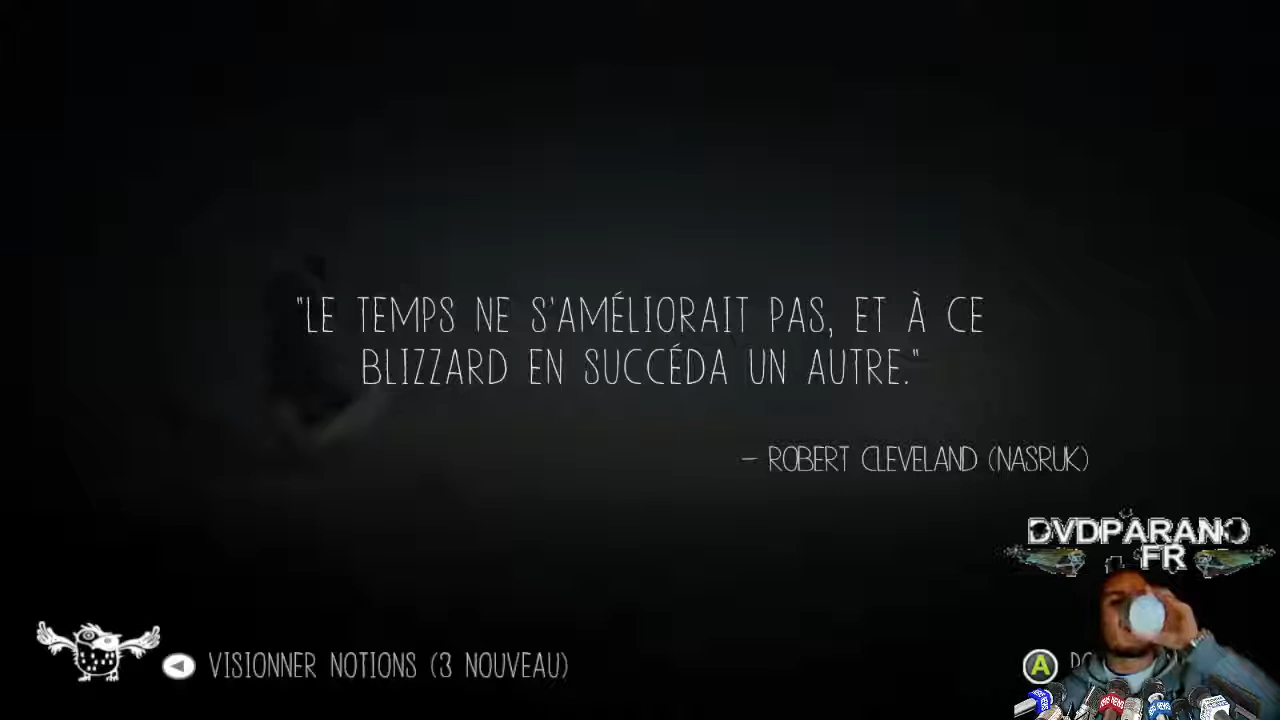 "LE TEMPS NE S'AMÉLIORAIT PAS, ET À CE
BLIZZARD EN SUCCÉDA UN AUTRE."
– ROBERT CLEVELAND (NASRUK)
DVDPARANO
FR
VISIONNER NOTIONS (3 NOUVEAU)
A